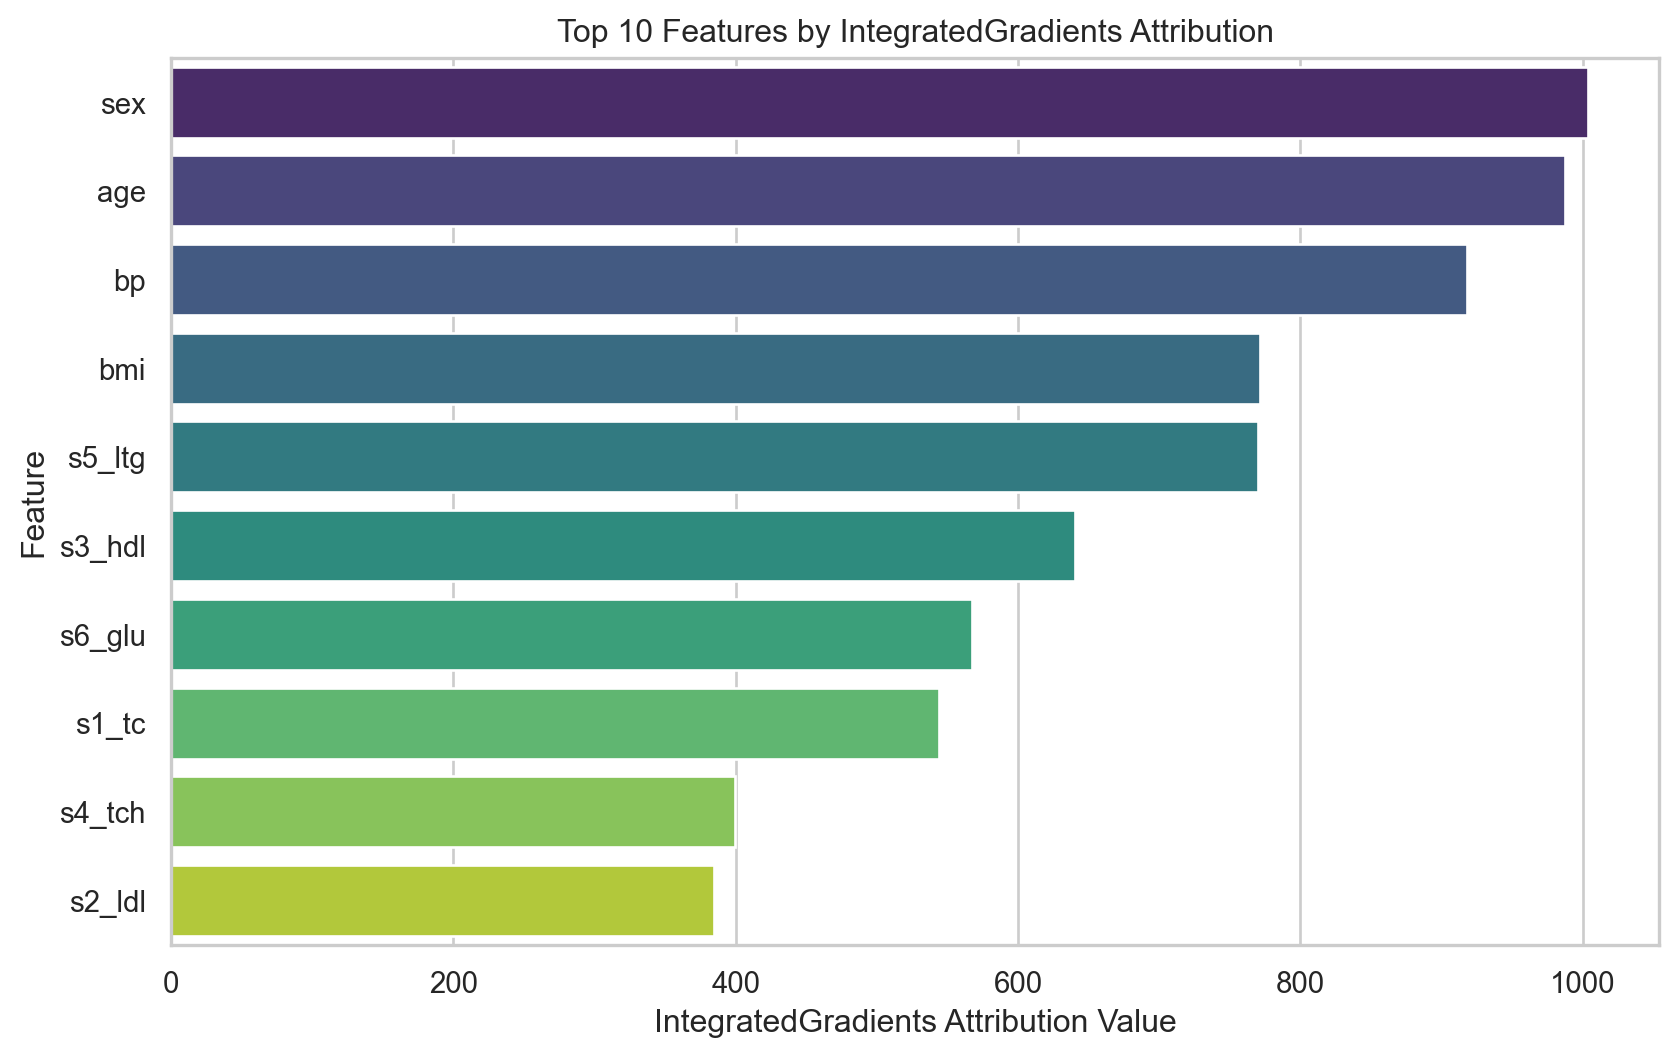 Top 10 Features by IntegratedGradients Attribution
sex
age
bp
bmi
s5_ltg
s3_hdl
s6_glu
s1_tc
s4_tch
s2_ldl
Feature
0 200 400 600 800 1000
IntegratedGradients Attribution Value